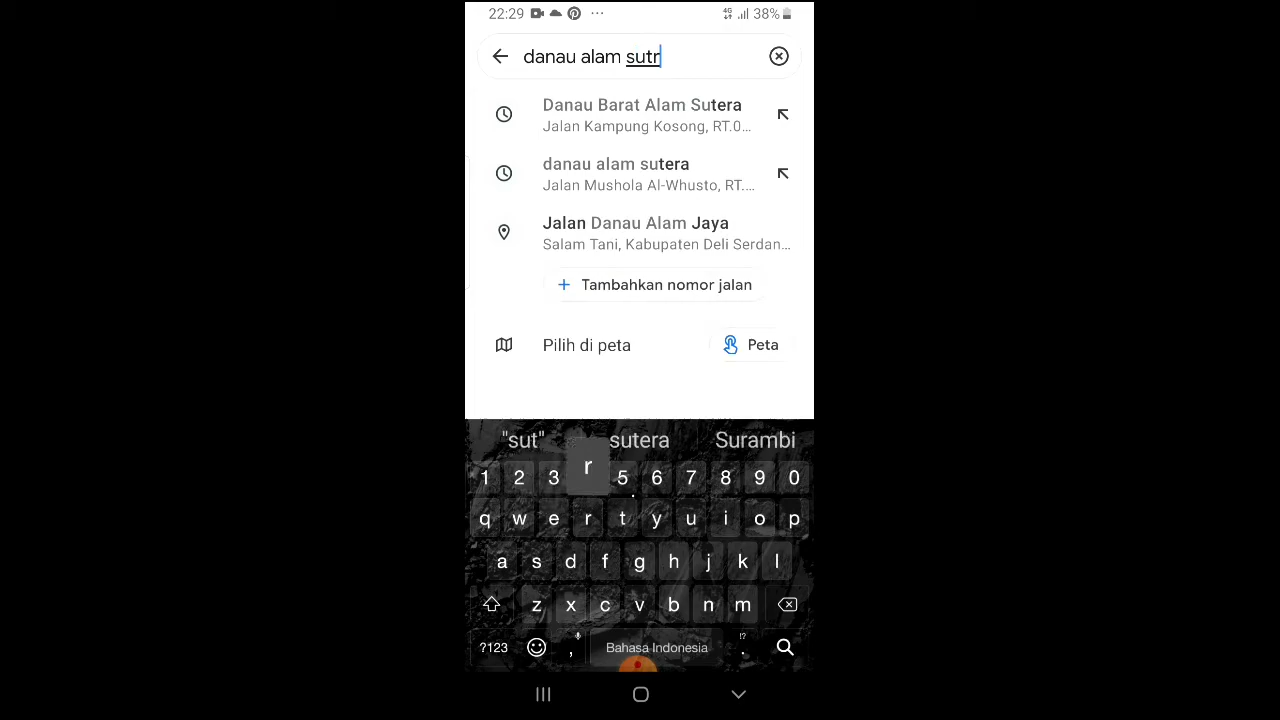 22:29 ... 4G 38%
danau alam sutr
Danau Barat Alam Sutera
Jalan Kampung Kosong, RT.0...
danau alam sutera
Jalan Mushola Al-Whusto, RT....
Jalan Danau Alam Jaya
Salam Tani, Kabupaten Deli Serdan...
+ Tambahkan nomor jalan
Pilih di peta Peta
"sut" sutera Surambi
1 2 3 r 5 6 7 8 9 0
q w e r t y u i o p
a s d f g h j k l
z x c v b n m
?123 , Bahasa Indonesia !? .